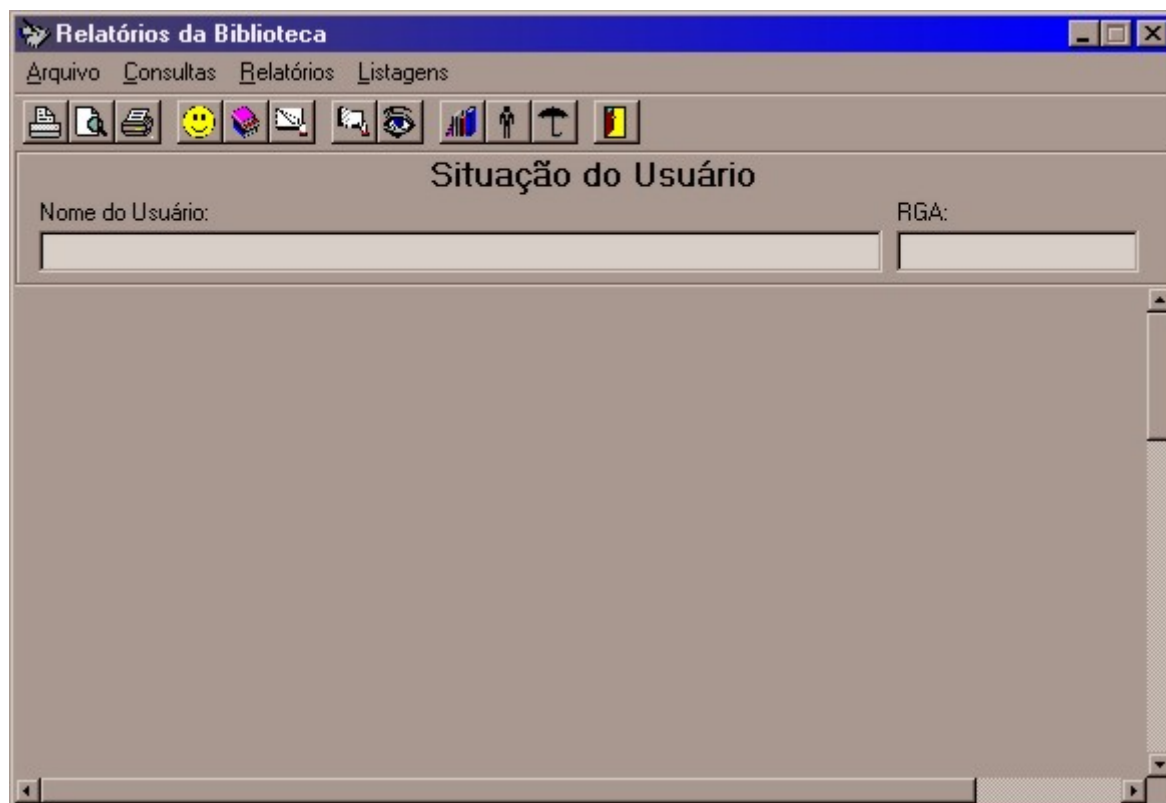 Relatórios da Biblioteca
Arquivo Consultas Relatórios Listagens
Situação do Usuário
Nome do Usuário: RGA: